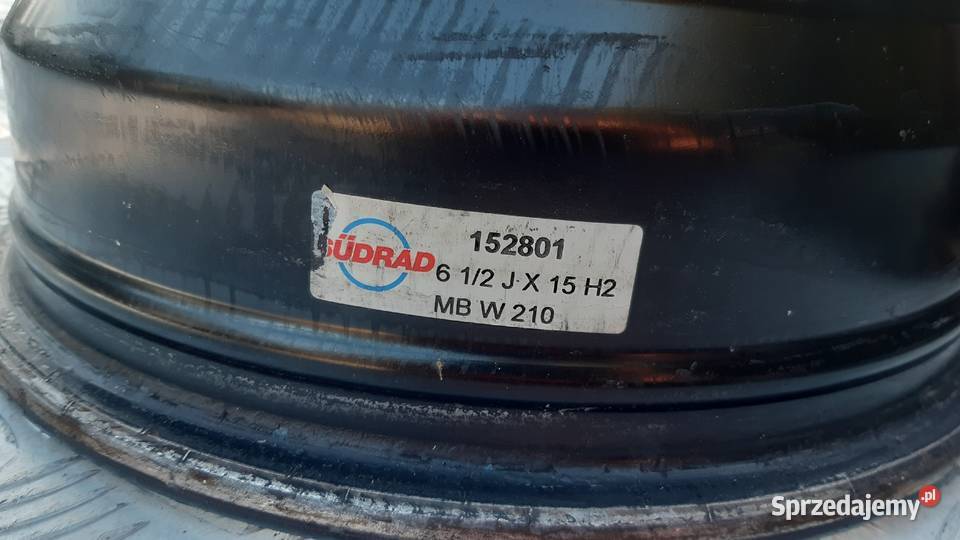 SÜDRAD
152801
6 1/2 J X 15 H2
MB W 210
Sprzedajemy.pl